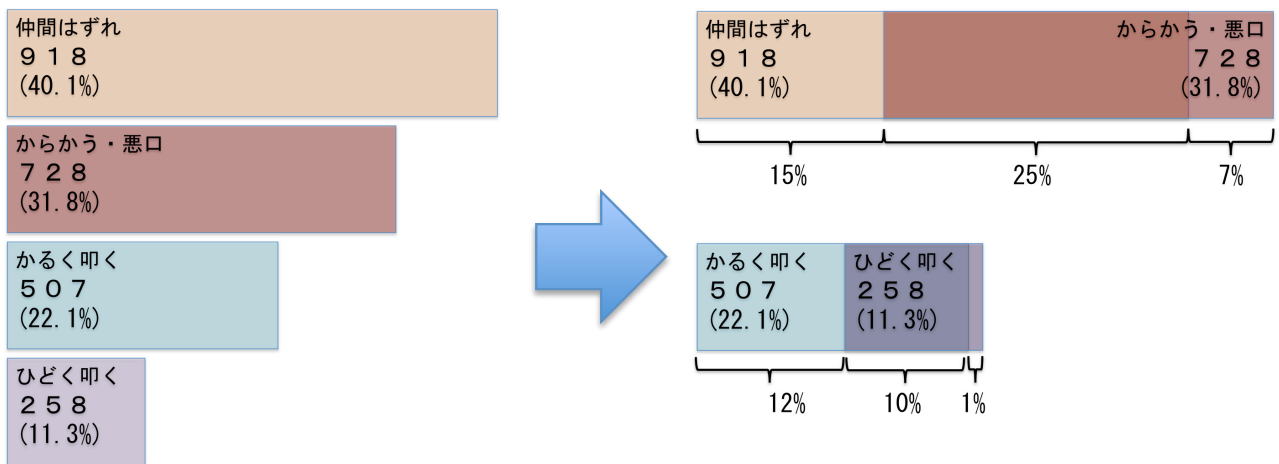 仲間はずれ
９１８
(40.1%)
からかう・悪口
７２８
(31.8%)
かるく叩く
５０７
(22.1%)
ひどく叩く
２５８
(11.3%)
仲間はずれ
９１８
(40.1%)
からかう・悪口
７２８
(31.8%)
15%
25%
7%
かるく叩く
５０７
(22.1%)
ひどく叩く
２５８
(11.3%)
12%
10%
1%